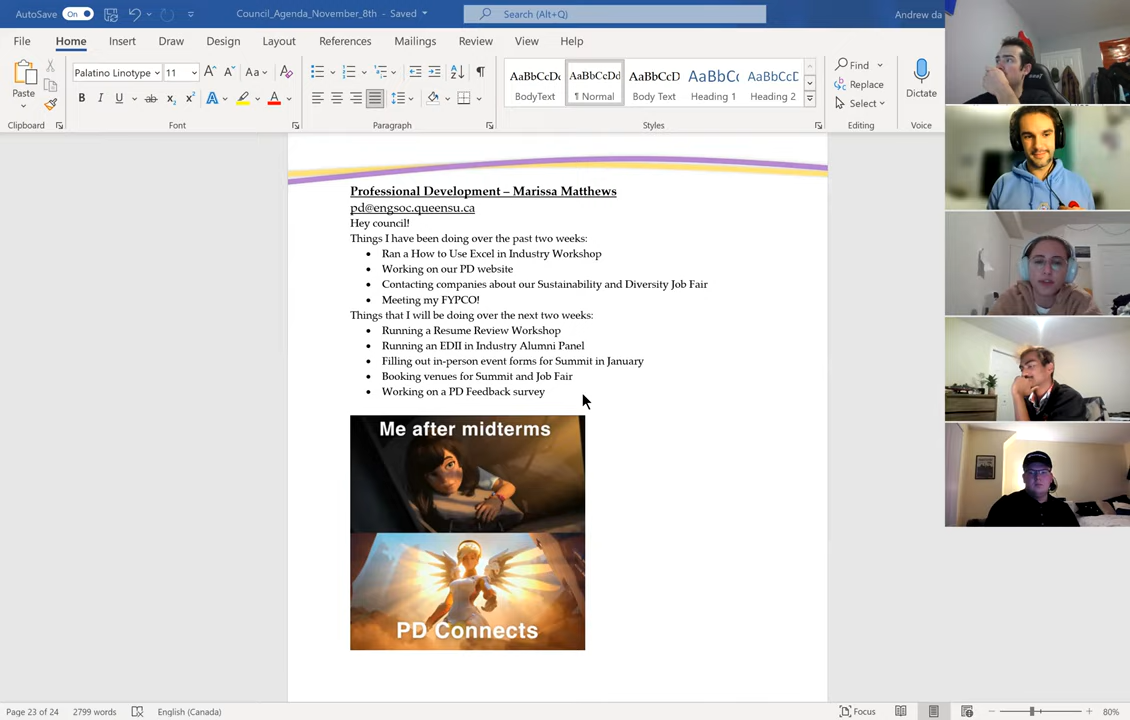 AutoSave On Council_Agenda_November_8th - Saved Search (Alt+Q) Andrew da
File Home Insert Draw Design Layout References Mailings Review View Help
Paste
Palatino Linotype 11
Find
Replace
Select
Dictate
AaBbCcDc AaBbCcDd AaBbCcD AaBbCc AaBbCcD
BodyText ¶ Normal Body Text Heading 1 Heading 2
Clipboard Font Paragraph Styles Editing Voice
Professional Development – Marissa Matthews
pd@engsoc.queensu.ca
Hey council!
Things I have been doing over the past two weeks:
• Ran a How to Use Excel in Industry Workshop
• Working on our PD website
• Contacting companies about our Sustainability and Diversity Job Fair
• Meeting my FYPCO!
Things that I will be doing over the next two weeks:
• Running a Resume Review Workshop
• Running an EDII in Industry Alumni Panel
• Filling out in-person event forms for Summit in January
• Booking venues for Summit and Job Fair
• Working on a PD Feedback survey
Me after midterms
PD Connects
Page 23 of 24 2799 words English (Canada) Focus 80%